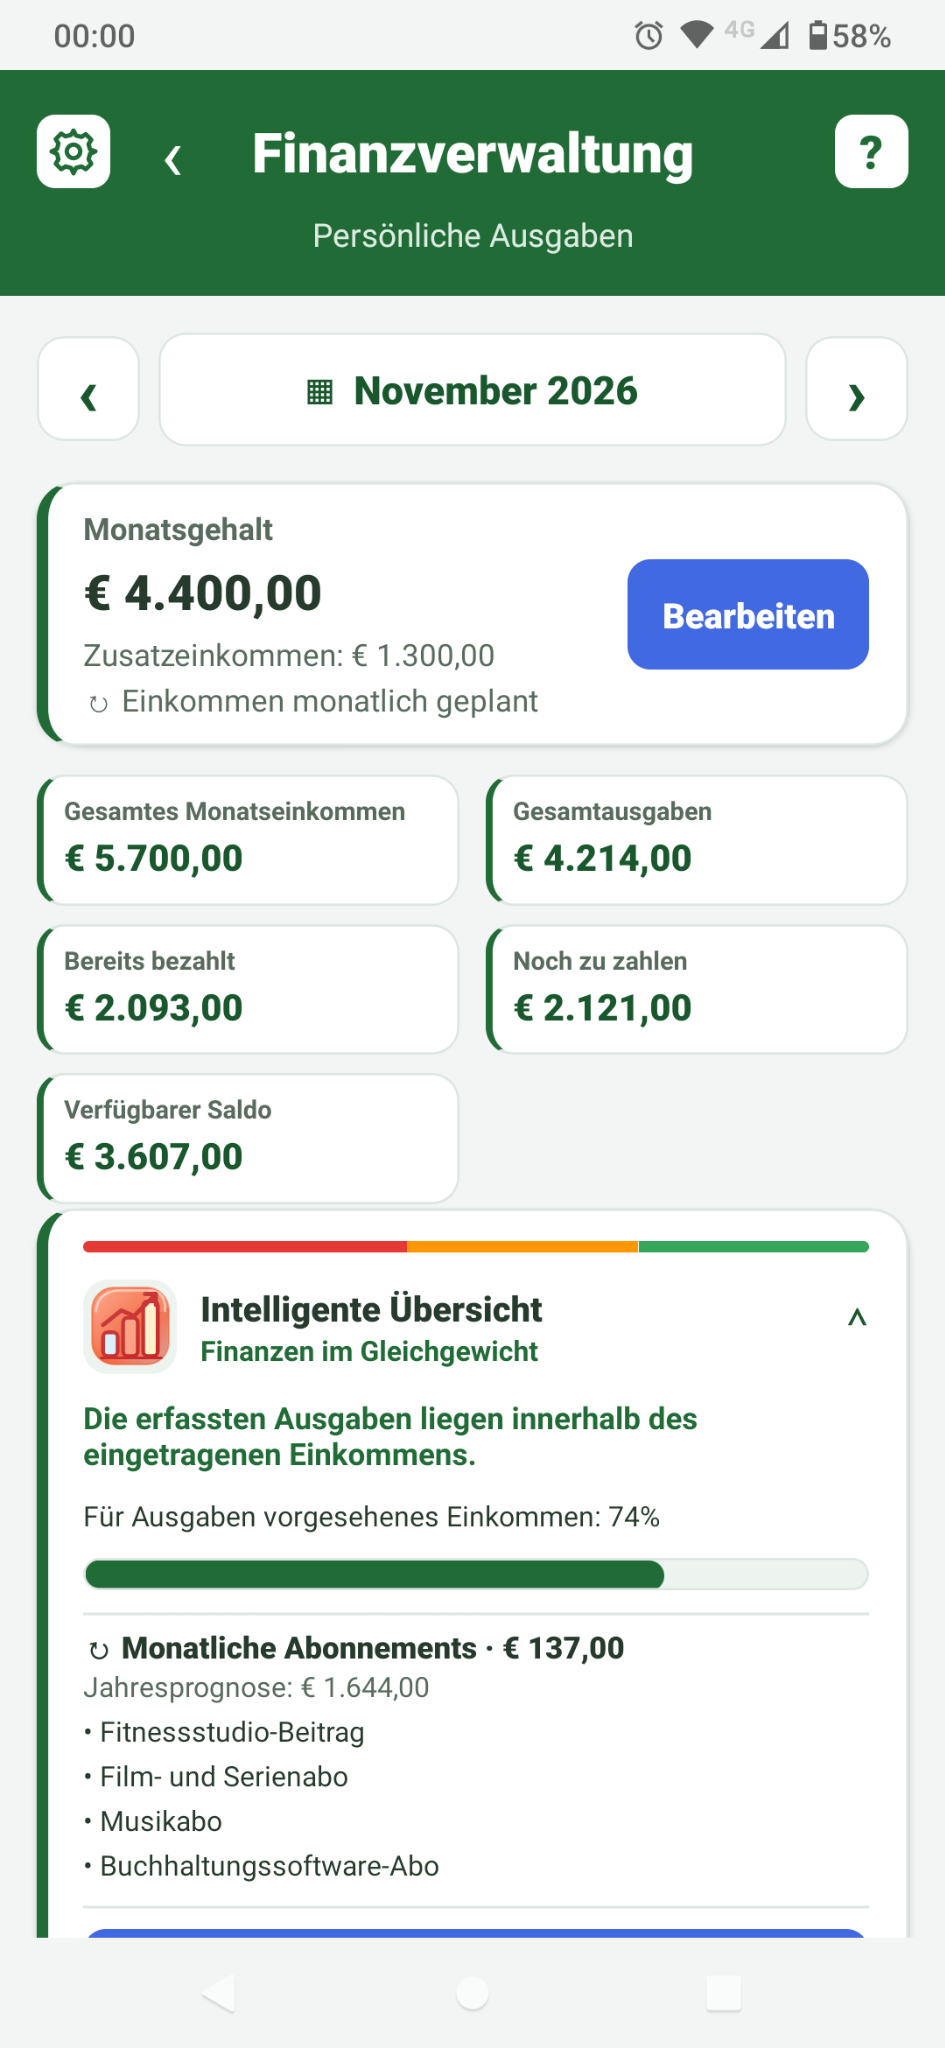 00:00
4G
58%
‹
Finanzverwaltung
?
Persönliche Ausgaben
‹
November 2026
›
Monatsgehalt
€ 4.400,00
Bearbeiten
Zusatzeinkommen: € 1.300,00
↻ Einkommen monatlich geplant
Gesamtes Monatseinkommen
€ 5.700,00
Gesamtausgaben
€ 4.214,00
Bereits bezahlt
€ 2.093,00
Noch zu zahlen
€ 2.121,00
Verfügbarer Saldo
€ 3.607,00
Intelligente Übersicht
Finanzen im Gleichgewicht
Die erfassten Ausgaben liegen innerhalb des
eingetragenen Einkommens.
Für Ausgaben vorgesehenes Einkommen: 74%
↻ Monatliche Abonnements · € 137,00
Jahresprognose: € 1.644,00
• Fitnessstudio-Beitrag
• Film- und Serienabo
• Musikabo
• Buchhaltungssoftware-Abo